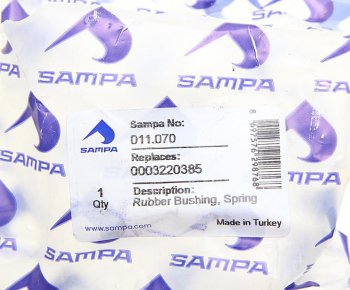 SAMPA
SAMPA
SAMPA SAMPA SAMPA
SAMPA
Sampa No:
011.070
Replaces:
0003220385
1
Qty
Description:
Rubber Bushing, Spring
www.sampa.com
Made in Turkey
SAMPA
SAMPA